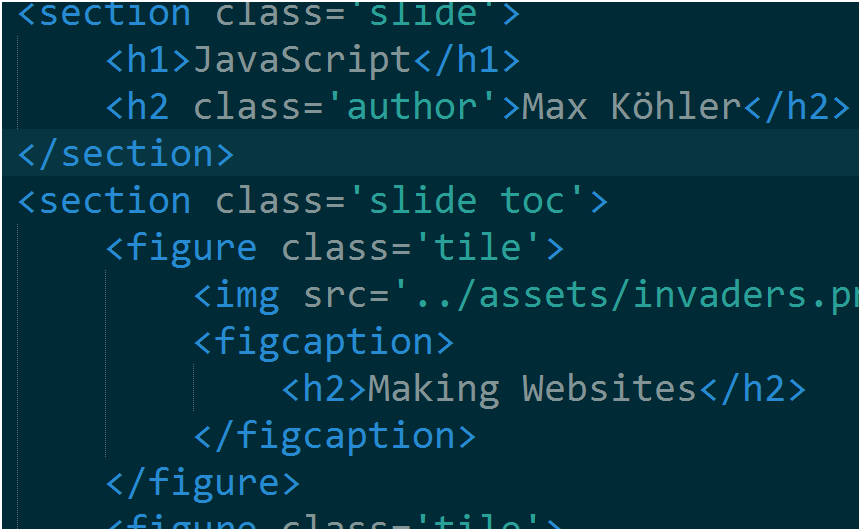 <section class='slide'>
<h1>JavaScript</h1>
<h2 class='author'>Max Köhler</h2>
</section>
<section class='slide toc'>
<figure class='tile'>
<img src='../assets/invaders.pn
<figcaption>
<h2>Making Websites</h2>
</figcaption>
</figure>
<figure class='tile'>